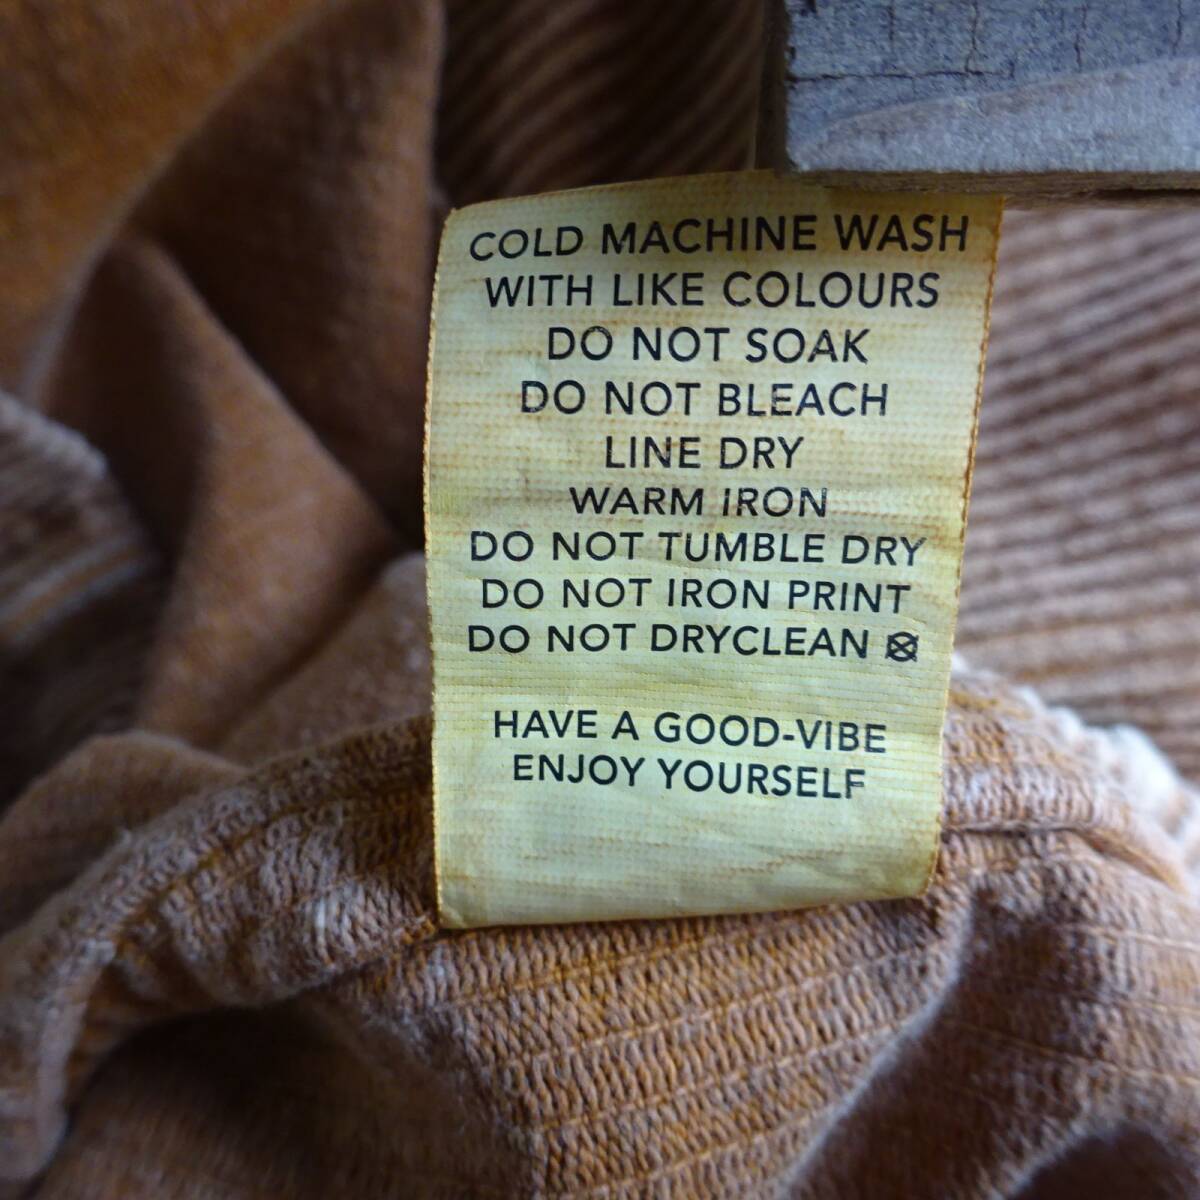 COLD MACHINE WASH
WITH LIKE COLOURS
DO NOT SOAK
DO NOT BLEACH
LINE DRY
WARM IRON
DO NOT TUMBLE DRY
DO NOT IRON PRINT
DO NOT DRYCLEAN
HAVE A GOOD-VIBE
ENJOY YOURSELF